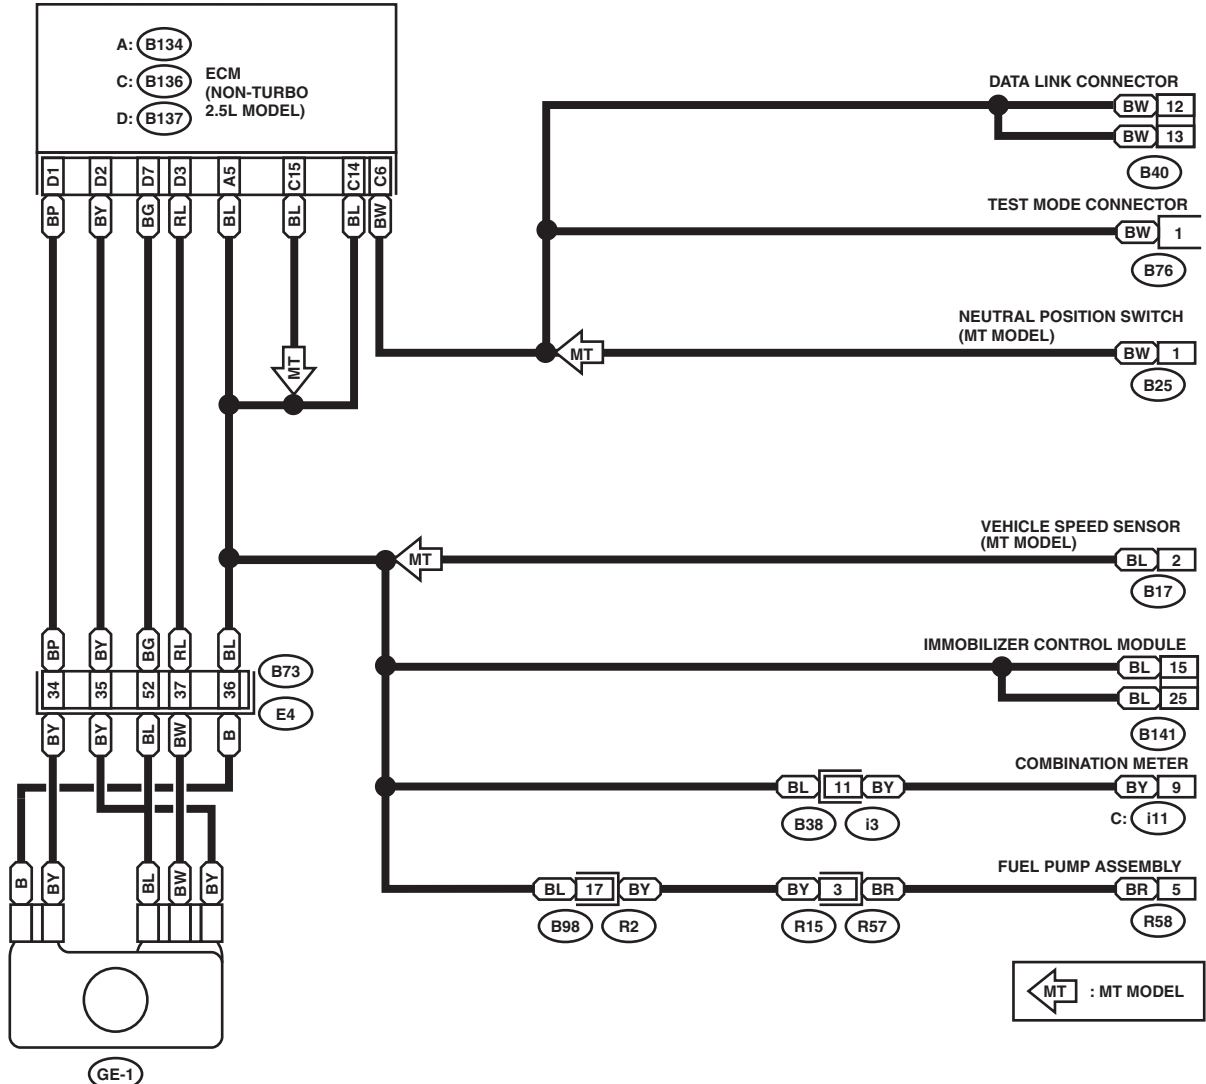 A: B134
C: B136
D: B137
ECM
(NON-TURBO
2.5L MODEL)
D1 D2 D7 D3 A5 C15 C14 C6
BP BY BG RL BL BL BL BW
DATA LINK CONNECTOR
BW 12
BW 13
B40
TEST MODE CONNECTOR
BW 1
B76
NEUTRAL POSITION SWITCH
(MT MODEL)
MT
BW 1
B25
MT
VEHICLE SPEED SENSOR
(MT MODEL)
MT
BL 2
B17
IMMOBILIZER CONTROL MODULE
BL 15
BL 25
B141
BP BY BG RL BL
34 35 52 37 36
B73
E4
BY BY BL BW B
COMBINATION METER
BL 11 BY
BY 9
B38 i3
C: i11
FUEL PUMP ASSEMBLY
BL 17 BY
BY 3 BR
BR 5
B98 R2
R15 R57
R58
B BY BL BW BY
GE-1
MT : MT MODEL